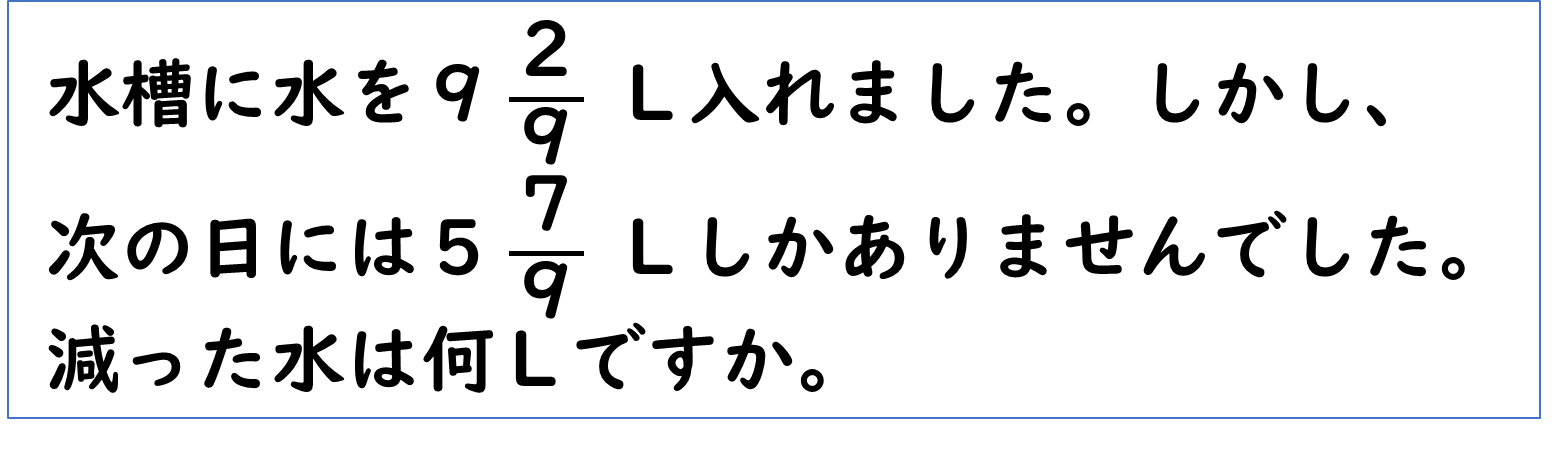 水槽に水を９ 2/9 Ｌ入れました。しかし、
次の日には５ 7/9 Ｌしかありませんでした。
減った水は何Ｌですか。